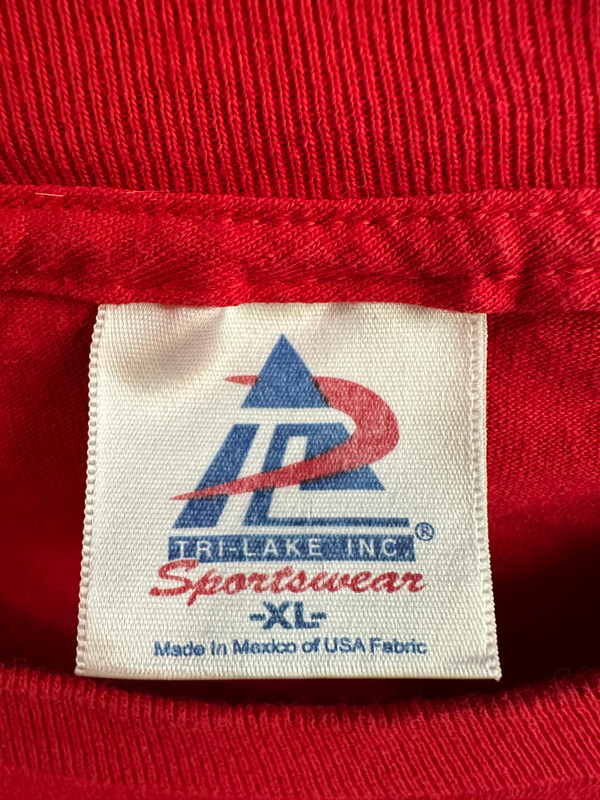 TRI-LAKE INC.®
Sportswear
-XL-
Made in Mexico of USA Fabric